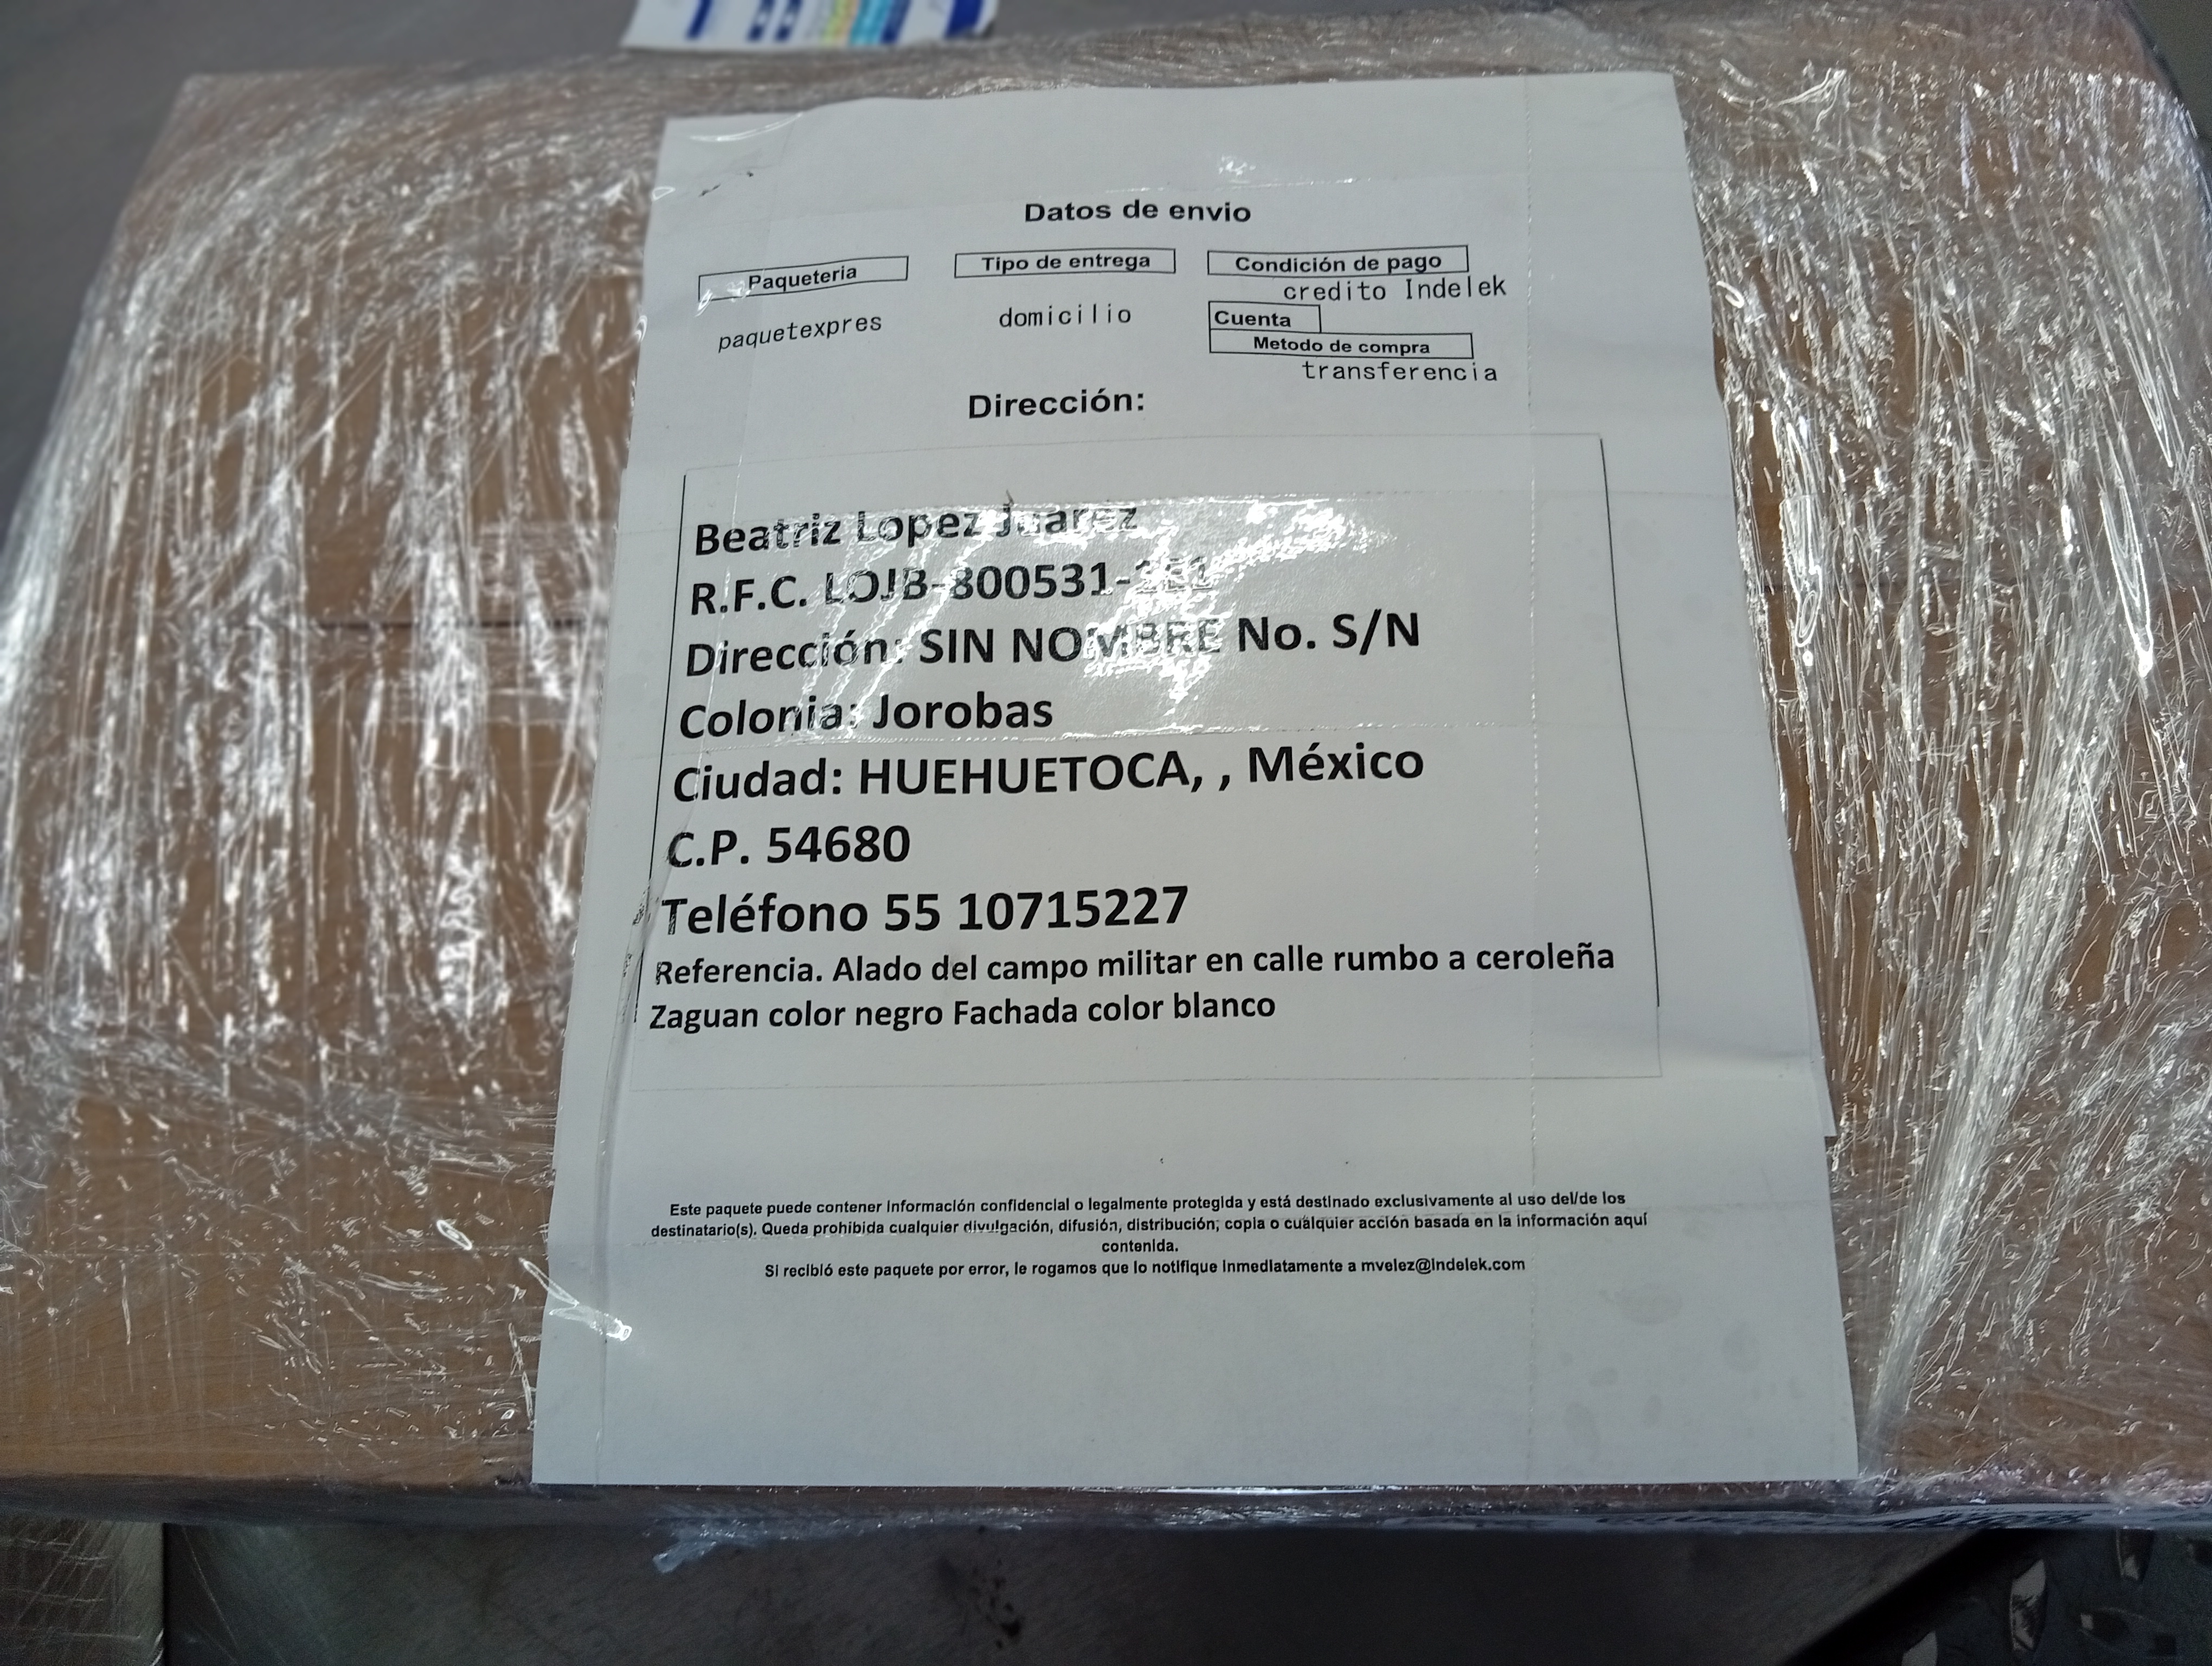 Datos de envio
Paqueteria Tipo de entrega Condición de pago
paquetexpres domicilio credito Indelek
Cuenta
Metodo de compra
transferencia
Dirección:
Beatriz Lopez Juarez
R.F.C. LOJB-800531-
Dirección: SIN NOMBRE No. S/N
Colonia: Jorobas
Ciudad: HUEHUETOCA, , México
C.P. 54680
Teléfono 55 10715227
Referencia. Alado del campo militar en calle rumbo a ceroleña
Zaguan color negro Fachada color blanco
Este paquete puede contener información confidencial o legalmente protegida y está destinado exclusivamente al uso del/de los
destinatario(s). Queda prohibida cualquier divulgación, difusión, distribución, copia o cualquier acción basada en la información aquí
contenida.
Si recibió este paquete por error, le rogamos que lo notifique inmediatamente a mvelez@indelek.com